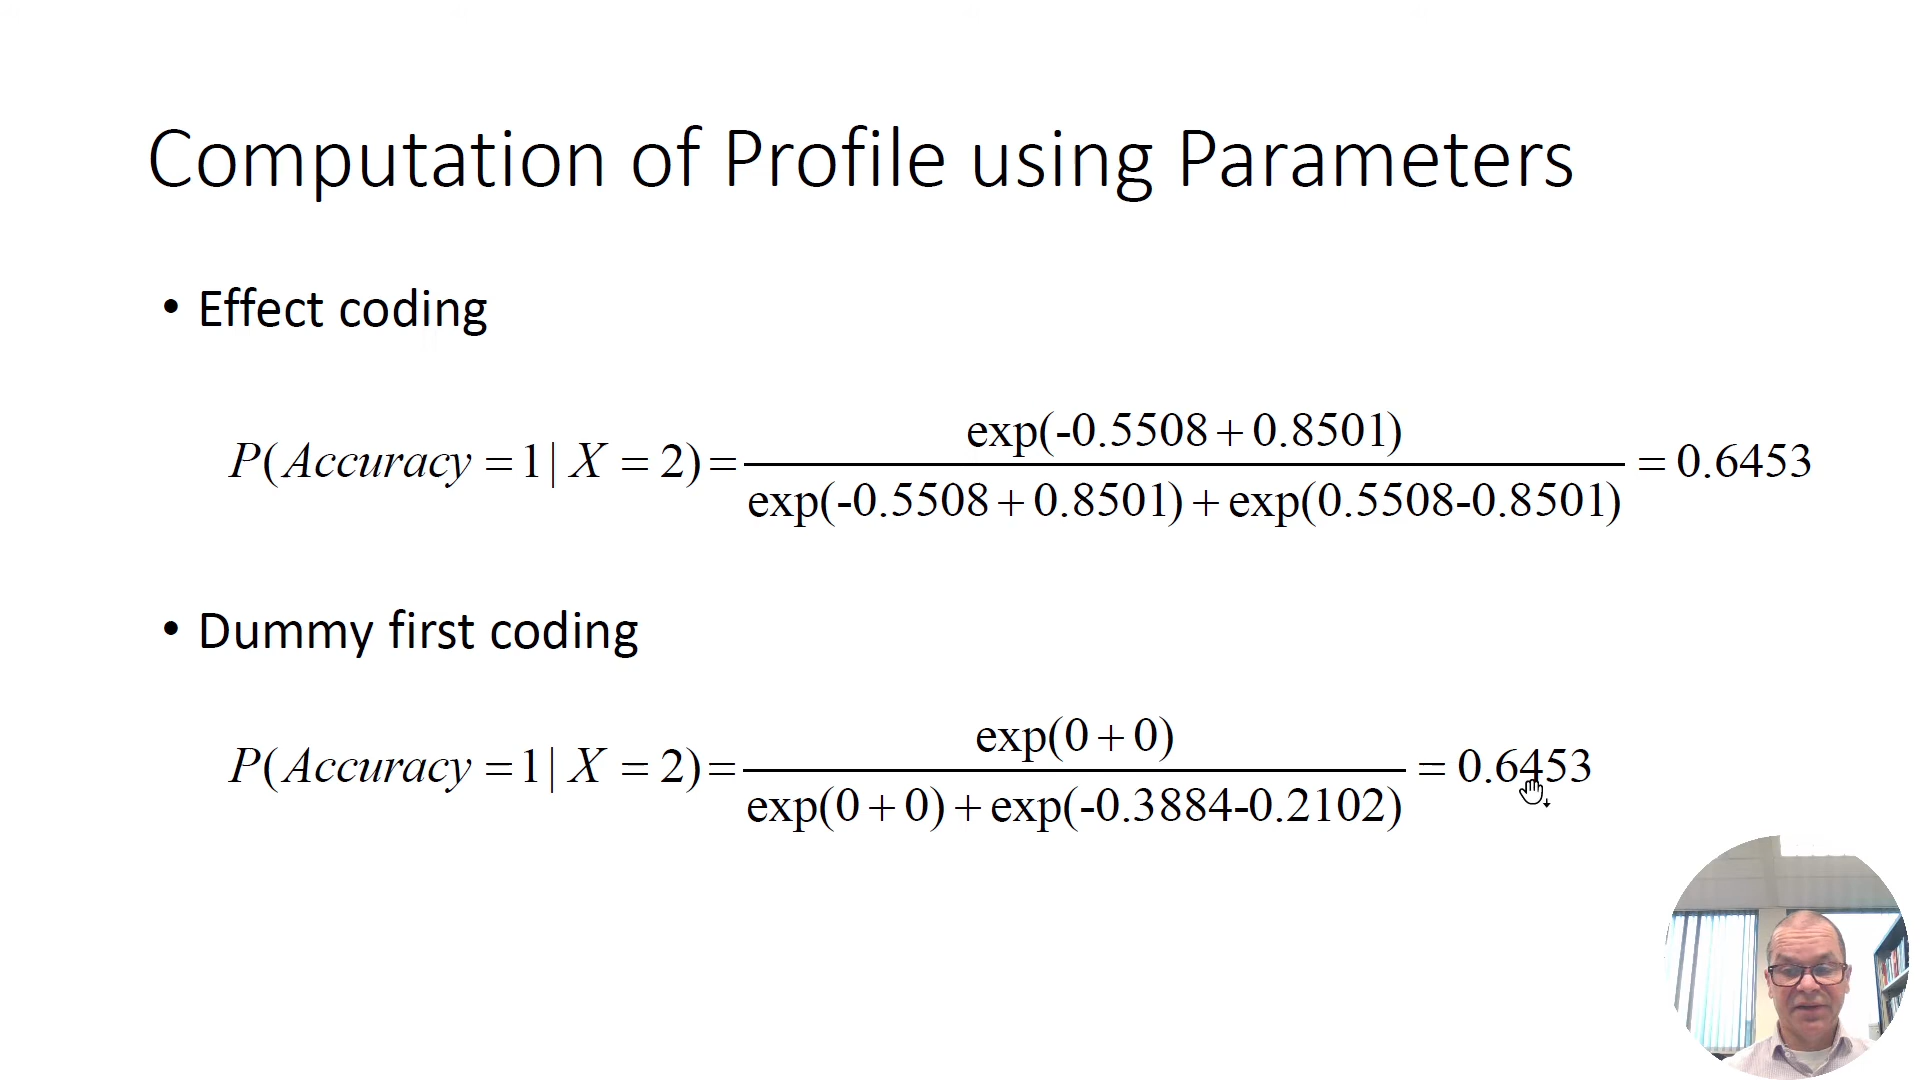 Computation of Profile using Parameters
• Effect coding
P(Accuracy = 1 | X = 2) = exp(-0.5508 + 0.8501) / exp(-0.5508 + 0.8501) + exp(0.5508-0.8501) = 0.6453
• Dummy first coding
P(Accuracy = 1 | X = 2) = exp(0 + 0) / exp(0 + 0) + exp(-0.3884-0.2102) = 0.6453